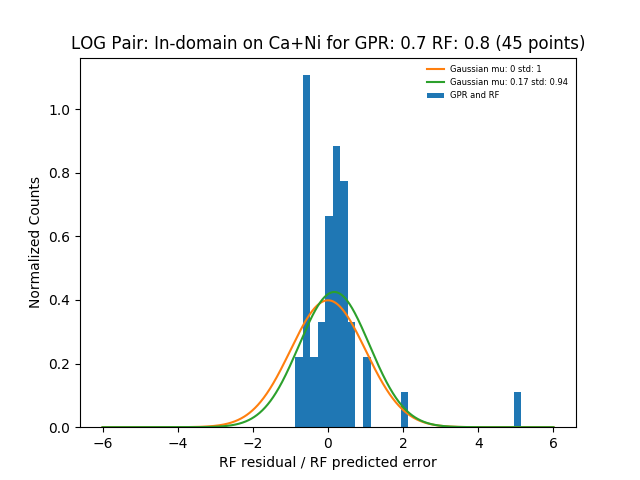 LOG Pair: In-domain on Ca+Ni for GPR: 0.7 RF: 0.8 (45 points)
Gaussian mu: 0 std: 1
Gaussian mu: 0.17 std: 0.94
GPR and RF
Normalized Counts
1.0
0.8
0.6
0.4
0.2
0.0
−6 −4 −2 0 2 4 6
RF residual / RF predicted error